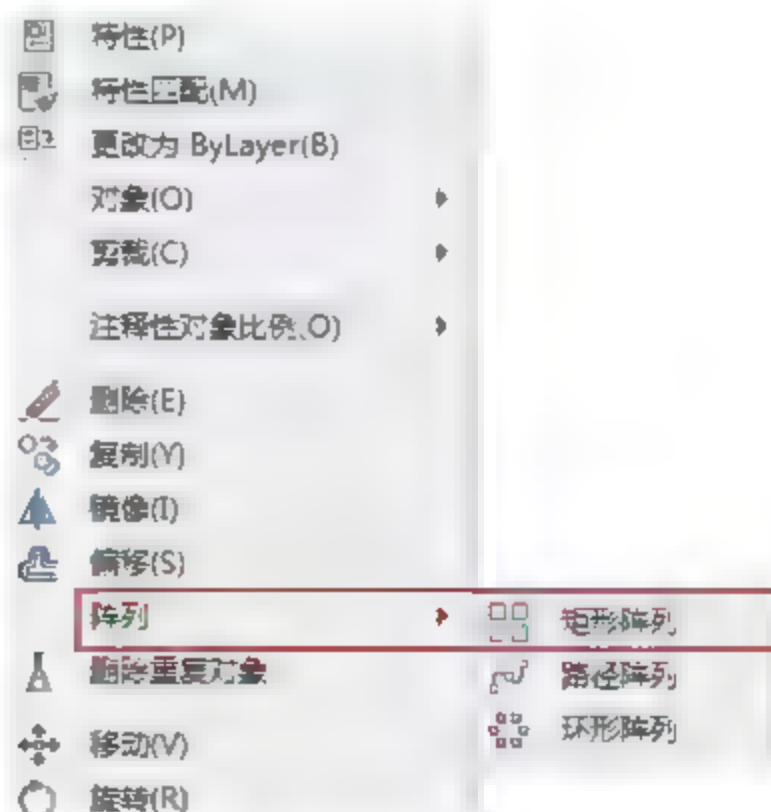 特性(P)
特性匹配(M)
更改为 ByLayer(B)
对象(O)
剪裁(C)
注释性对象比例(O)
删除(E)
复制(Y)
镜像(I)
偏移(S)
阵列
矩形阵列
删除重复对象
路径阵列
移动(V)
环形阵列
旋转(R)